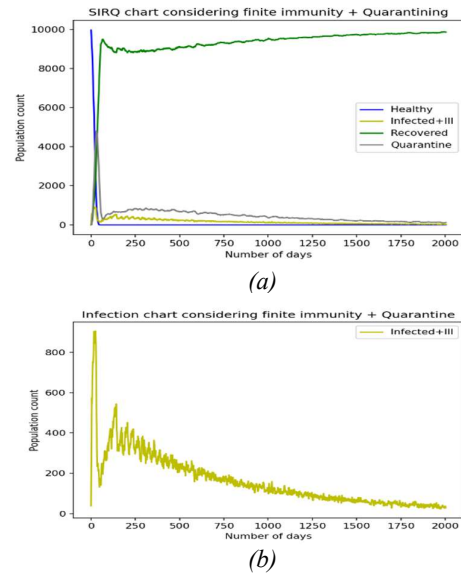 SIRQ chart considering finite immunity + Quarantining
10000
8000
6000
4000
2000
0
Population count
Healthy
Infected+Ill
Recovered
Quarantine
0 250 500 750 1000 1250 1500 1750 2000
Number of days
(a)
Infection chart considering finite immunity + Quarantine
800
600
400
200
0
Population count
Infected+Ill
0 250 500 750 1000 1250 1500 1750 2000
Number of days
(b)